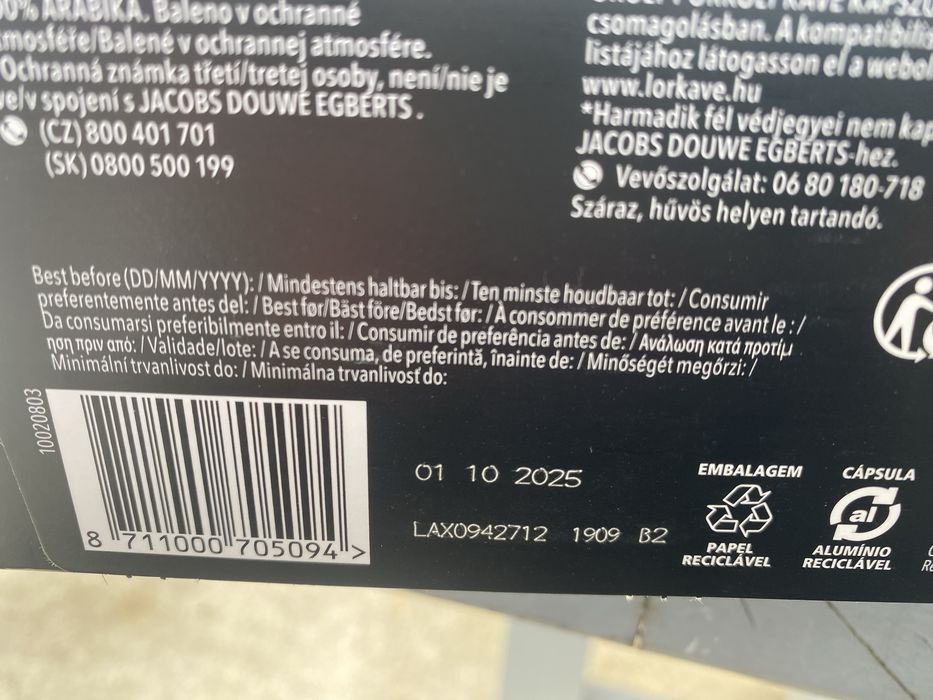 0% ARABIKA. Baleno v ochranné
atmosféře/Balené v ochrannej atmosfére.
Ochranná známka třetí/tretej osoby, není/nie je
v spojení s JACOBS DOUWE EGBERTS .
(CZ) 800 401 701
(SK) 0800 500 199
csomagolásban. A kompatibilis
listájához látogasson el a
www.lorkave.hu
*Harmadik fél védjegyei nem
JACOBS DOUWE EGBERTS-hez.
Vevőszolgálat: 06 80 180-718
Száraz, hűvös helyen tartandó.
Best before (DD/MM/YYYY): / Mindestens haltbar bis: / Ten minste houdbaar tot: / Consumir
preferentemente antes del: / Best før/Bäst före/Bedst før: / À consommer de préférence avant le : /
Da consumarsi preferibilmente entro il: / Consumir de preferência antes de: / Ανάλωση κατά προτίμ
ηση πριν από: / Validade/lote: / A se consuma, de preferință, înainte de: / Minőségét megőrzi: /
Minimální trvanlivost do: / Minimálna trvanlivosť do:
10020803
8 711000 705094 >
01 10 2025
LAX0942712 1909 B2
EMBALAGEM
PAPEL
RECICLÁVEL
CÁPSULA
al
ALUMÍNIO
RECICLÁVEL